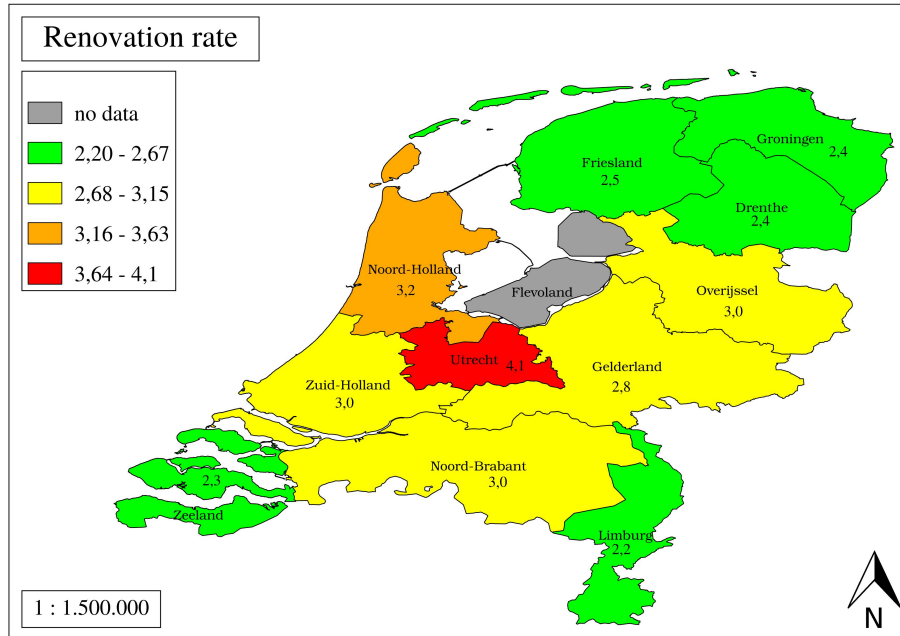 Renovation rate
no data
2,20 - 2,67
2,68 - 3,15
3,16 - 3,63
3,64 - 4,1
Groningen
2,4
Friesland
2,5
Drenthe
2,4
Noord-Holland
3,2
Flevoland
Overijssel
3,0
Utrecht 4,1
Gelderland
2,8
Zuid-Holland
3,0
Noord-Brabant
3,0
2,3
Zeeland
Limburg
2,2
1 : 1.500.000
N